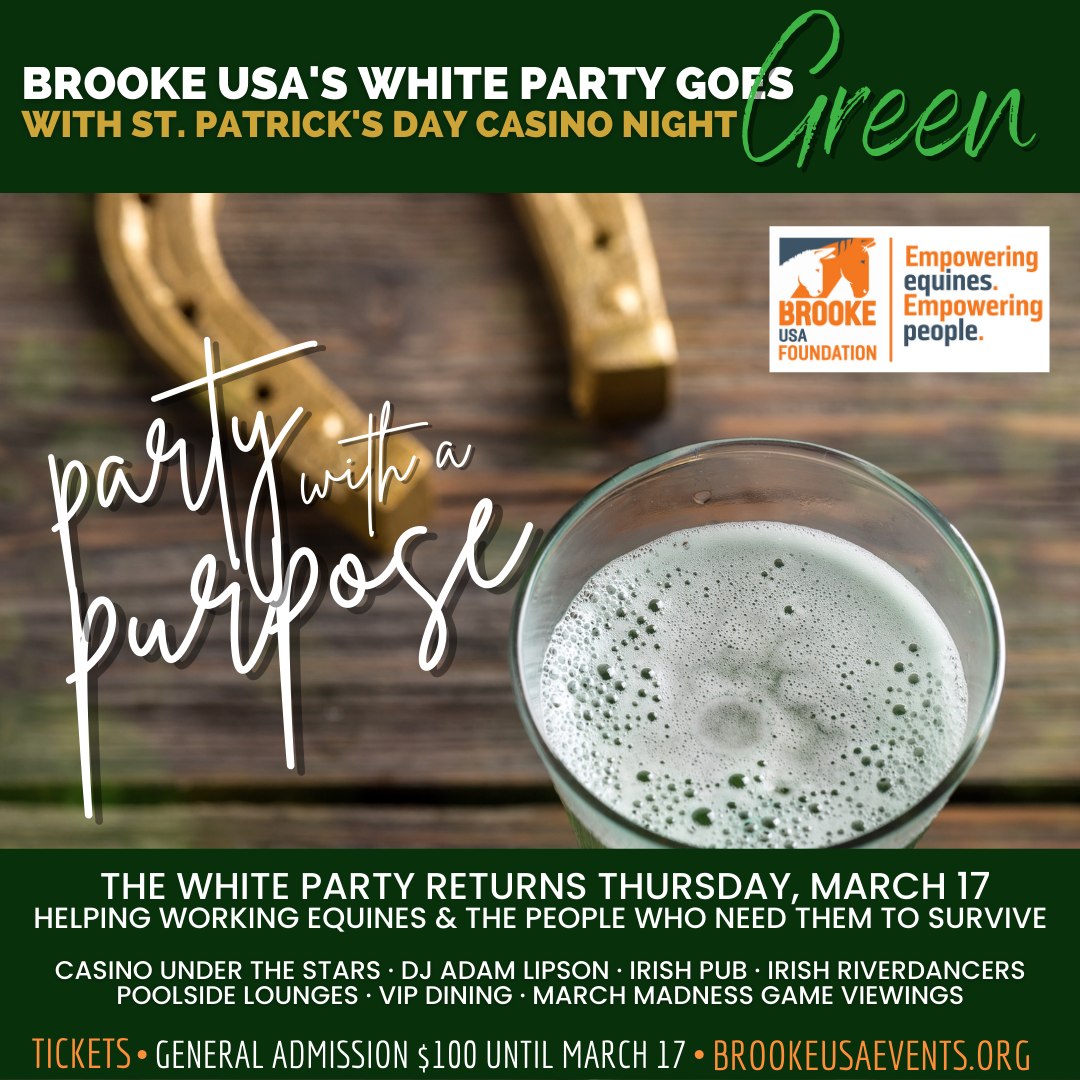 BROOKE USA'S WHITE PARTY GOES
Green
WITH ST. PATRICK'S DAY CASINO NIGHT
BROOKE
USA
FOUNDATION
Empowering
equines.
Empowering
people.
party with a
purpose
THE WHITE PARTY RETURNS THURSDAY, MARCH 17
HELPING WORKING EQUINES & THE PEOPLE WHO NEED THEM TO SURVIVE
CASINO UNDER THE STARS · DJ ADAM LIPSON · IRISH PUB · IRISH RIVERDANCERS
POOLSIDE LOUNGES · VIP DINING · MARCH MADNESS GAME VIEWINGS
TICKETS • GENERAL ADMISSION $100 UNTIL MARCH 17 • BROOKEUSAEVENTS.ORG